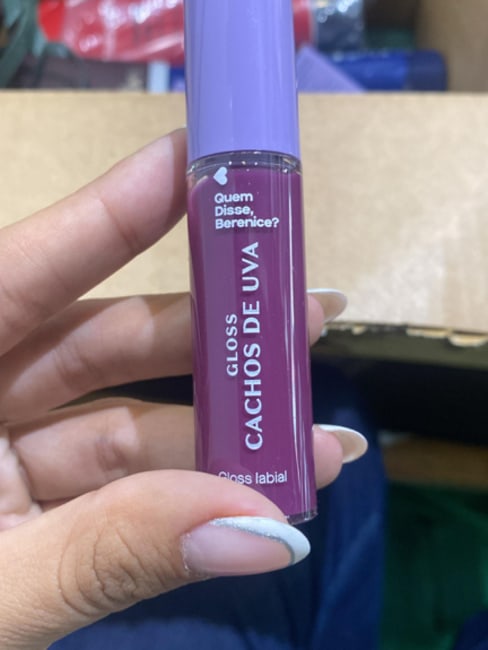 Quem
Disse,
Berenice?
GLOSS
CACHOS DE UVA
Gloss labial